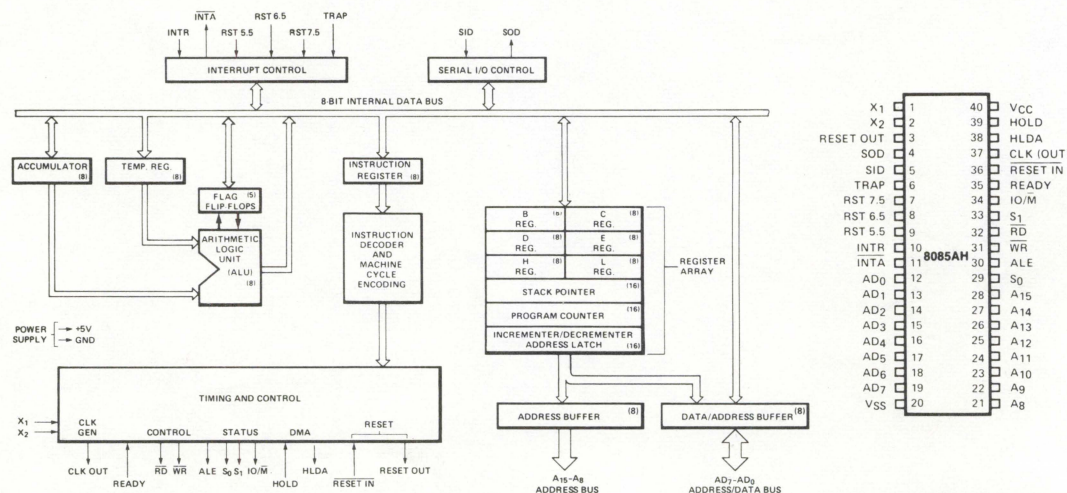 INTR
INTA
RST 5.5
RST 6.5
RST 7.5
TRAP
INTERRUPT CONTROL
SID
SOD
SERIAL I/O CONTROL
8-BIT INTERNAL DATA BUS
ACCUMULATOR (8)
TEMP. REG. (8)
FLAG (5)
FLIP-FLOPS
ARITHMETIC
LOGIC
UNIT
(ALU)
(8)
INSTRUCTION
REGISTER (8)
INSTRUCTION
DECODER
AND
MACHINE
CYCLE
ENCODING
B (8) C (8)
REG. REG.
D (8) E (8)
REG. REG.
H (8) L (8)
REG. REG.
STACK POINTER (16)
PROGRAM COUNTER (16)
INCREMENTER/DECREMENTER
ADDRESS LATCH (16)
REGISTER
ARRAY
POWER
SUPPLY
+5V
GND
TIMING AND CONTROL
X1
X2
CLK
GEN
CONTROL
STATUS
DMA
RESET
CLK OUT
READY
RD
WR
ALE
S0
S1
IO/M
HOLD
HLDA
RESET IN
RESET OUT
ADDRESS BUFFER (8)
DATA/ADDRESS BUFFER (8)
A15-A8
ADDRESS BUS
AD7-AD0
ADDRESS/DATA BUS
8085AH
X1 1 40 VCC
X2 2 39 HOLD
RESET OUT 3 38 HLDA
SOD 4 37 CLK (OUT
SID 5 36 RESET IN
TRAP 6 35 READY
RST 7.5 7 34 IO/M
RST 6.5 8 33 S1
RST 5.5 9 32 RD
INTR 10 31 WR
INTA 11 30 ALE
AD0 12 29 S0
AD1 13 28 A15
AD2 14 27 A14
AD3 15 26 A13
AD4 16 25 A12
AD5 17 24 A11
AD6 18 23 A10
AD7 19 22 A9
VSS 20 21 A8